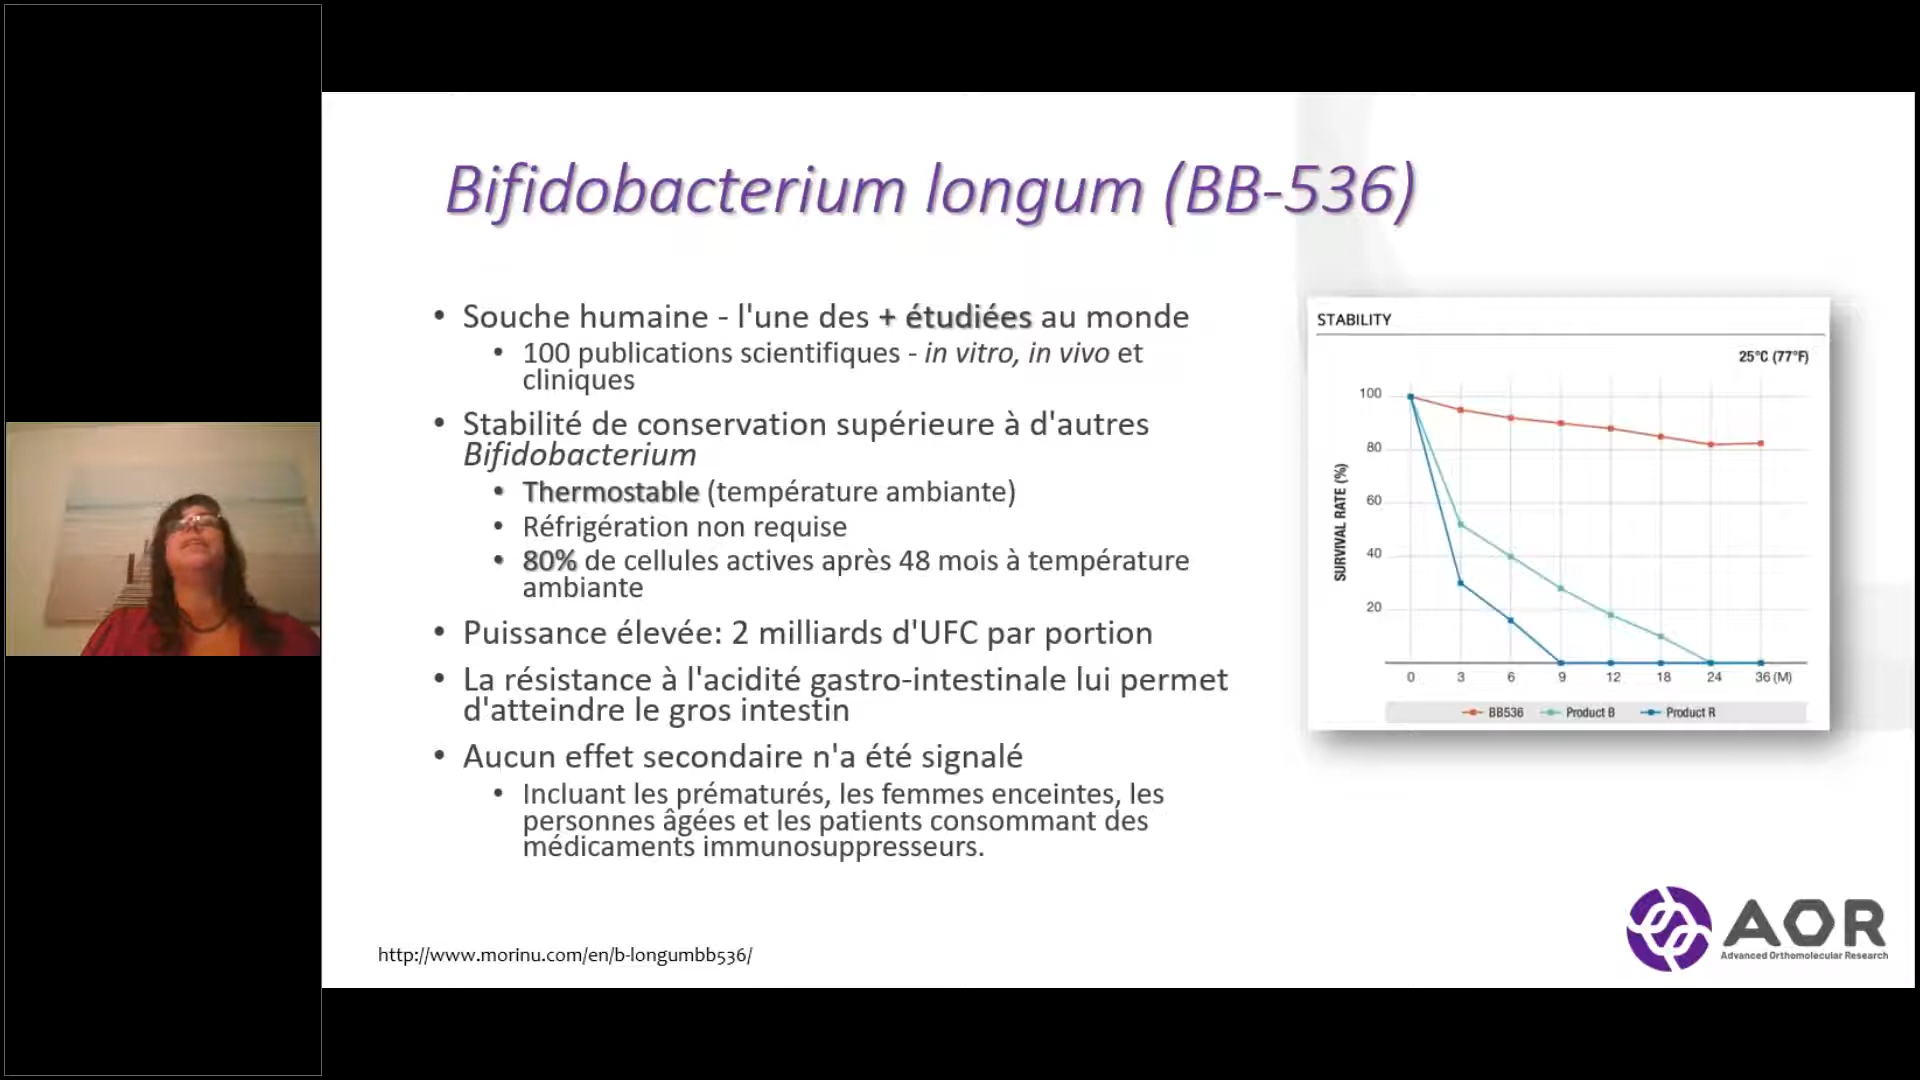 Bifidobacterium longum (BB-536)
• Souche humaine - l'une des + étudiées au monde
• 100 publications scientifiques - in vitro, in vivo et
cliniques
• Stabilité de conservation supérieure à d'autres
Bifidobacterium
• Thermostable (température ambiante)
• Réfrigération non requise
• 80% de cellules actives après 48 mois à température
ambiante
• Puissance élevée: 2 milliards d'UFC par portion
• La résistance à l'acidité gastro-intestinale lui permet
d'atteindre le gros intestin
• Aucun effet secondaire n'a été signalé
• Incluant les prématurés, les femmes enceintes, les
personnes âgées et les patients consommant des
médicaments immunosuppresseurs.
STABILITY
25°C (77°F)
SURVIVAL RATE (%)
100
80
60
40
20
0 3 6 9 12 18 24 36 (M)
BB536 Product B Product R
http://www.morinu.com/en/b-longumbb536/
AOR
Advanced Orthomolecular Research